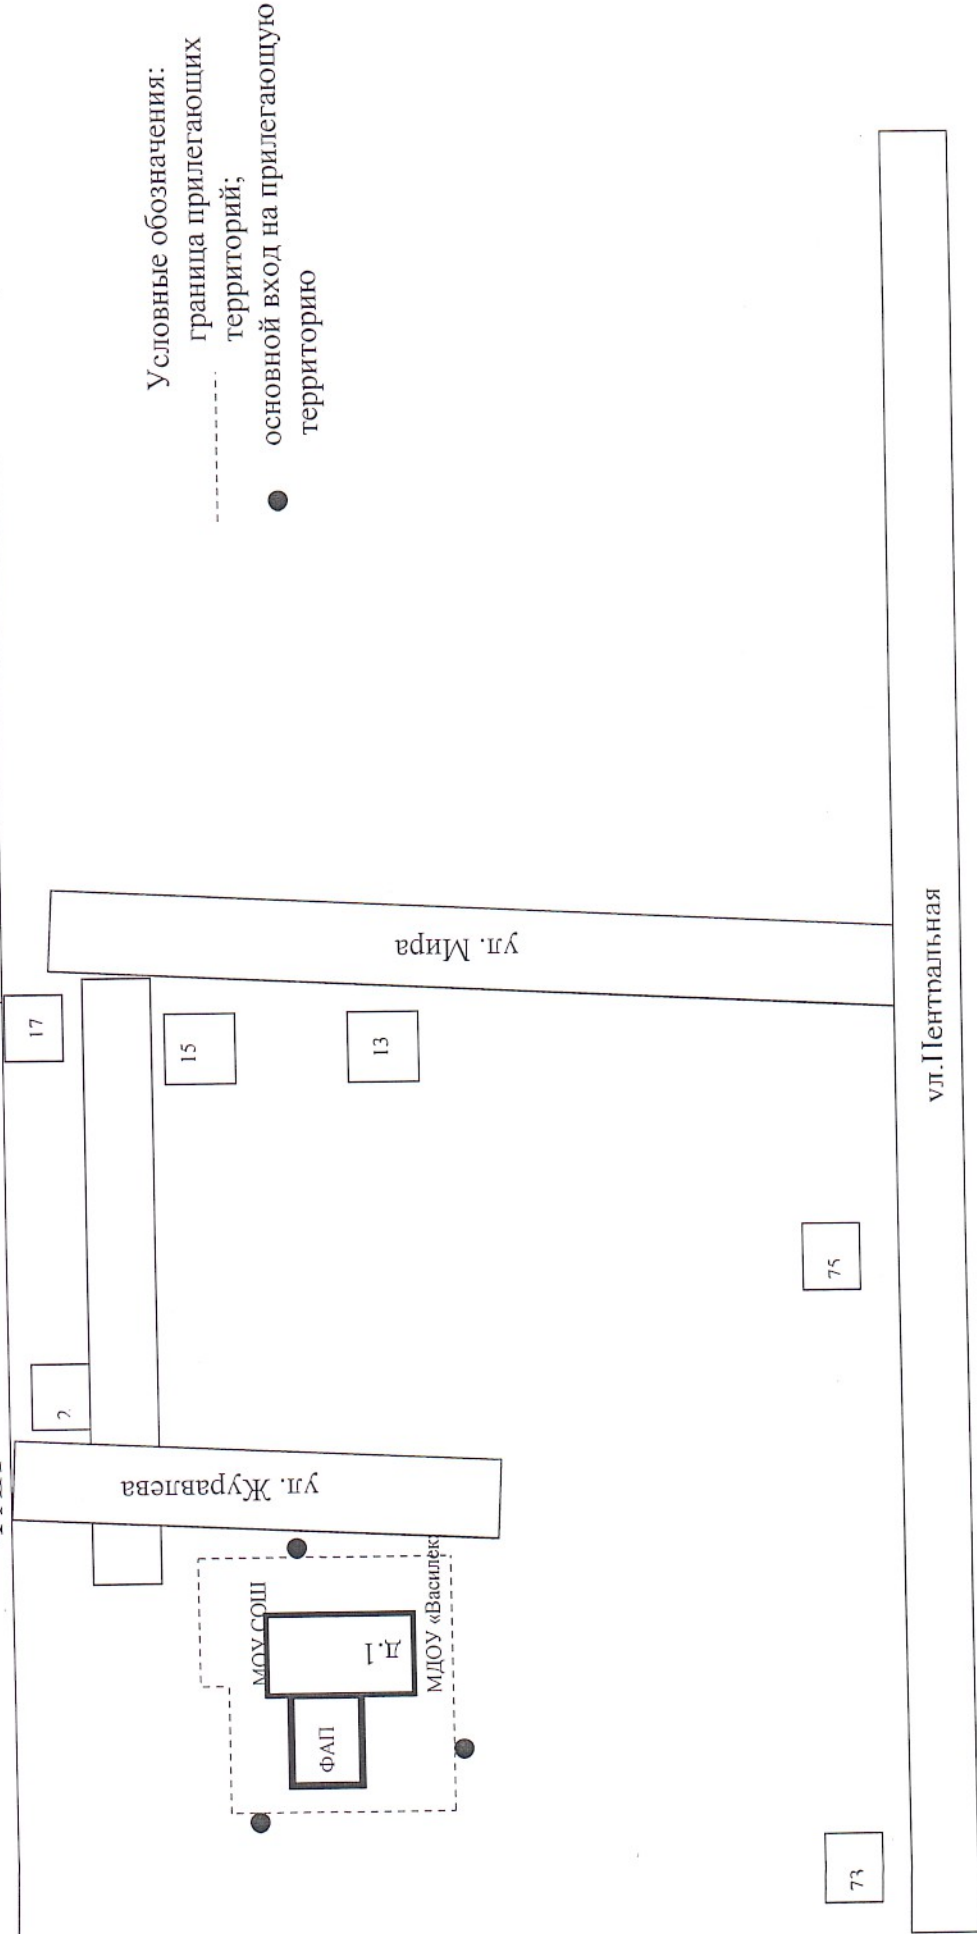 Условные обозначения:
граница прилегающих
территорий;
основной вход на прилегающую
территорию
17
15
13
2
75
73
ул. Мира
ул. Журавлева
ул.Центральная
МОУ СОШ
д.1
ФАП
МДОУ «Василек